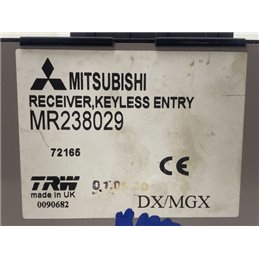 MITSUBISHI
RECEIVER,KEYLESS ENTRY
MR238029
72165
CE
TRW
made in UK
0090682
DX/MGX